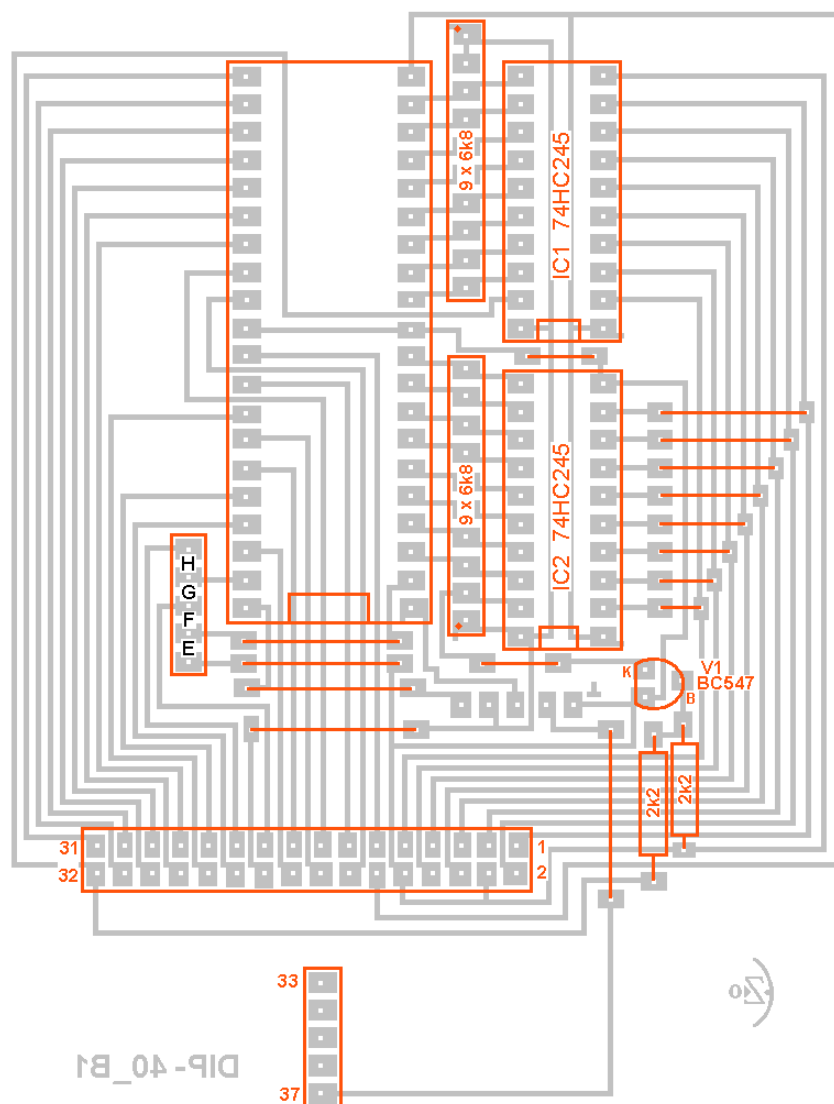 9 x 6k8
IC1 74HC245
9 x 6k8
IC2 74HC245
H
G
F
E
K
V1
BC547
B
2k2
2k2
31
1
32
2
33
37
DIP - 40_B1